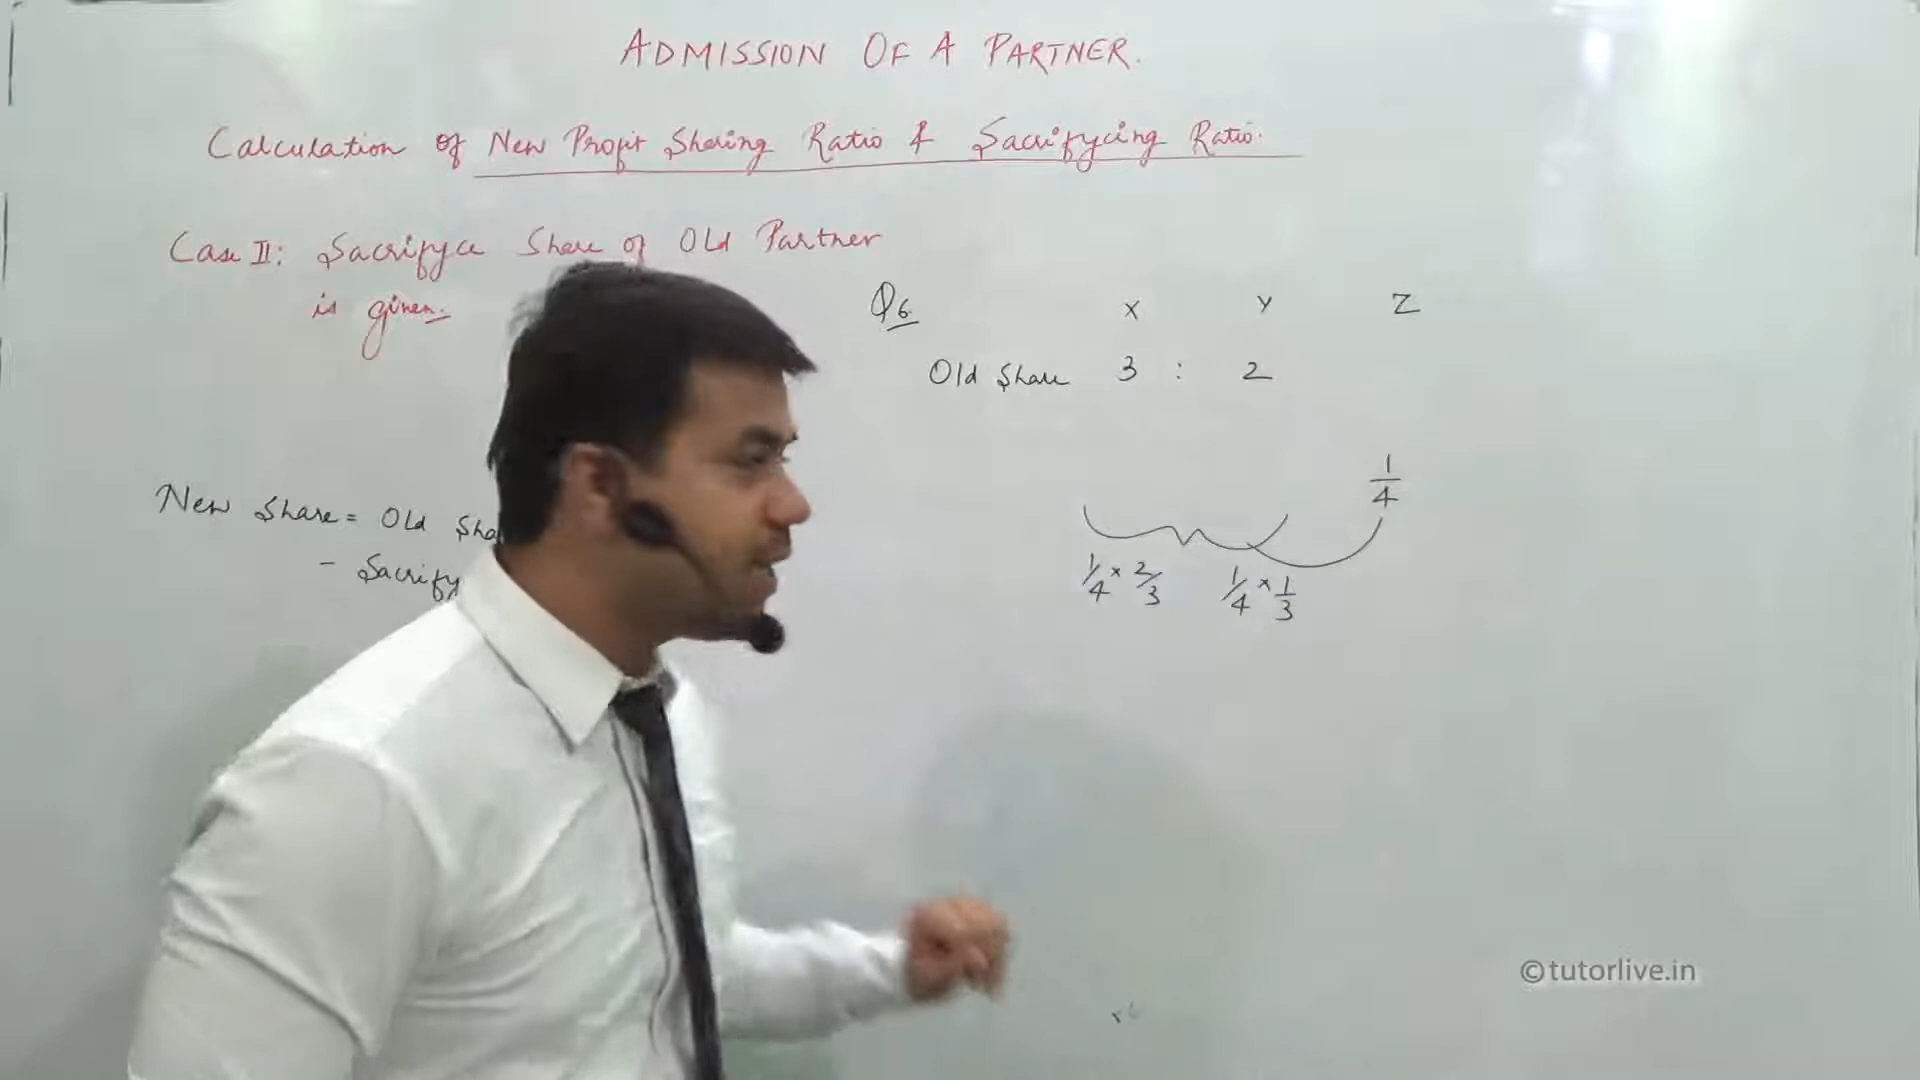 ADMISSION OF A PARTNER.
Calculation of New Profit Sharing Ratio & Sacrifycing Ratio.
Case II: Sacrifyce Share of Old Partner
is given.
Q6. X Y Z
Old Share 3 : 2
New Share = Old Sha
- Sacrify
1/4
1/4 × 2/3 1/4 × 1/3
©tutorlive.in